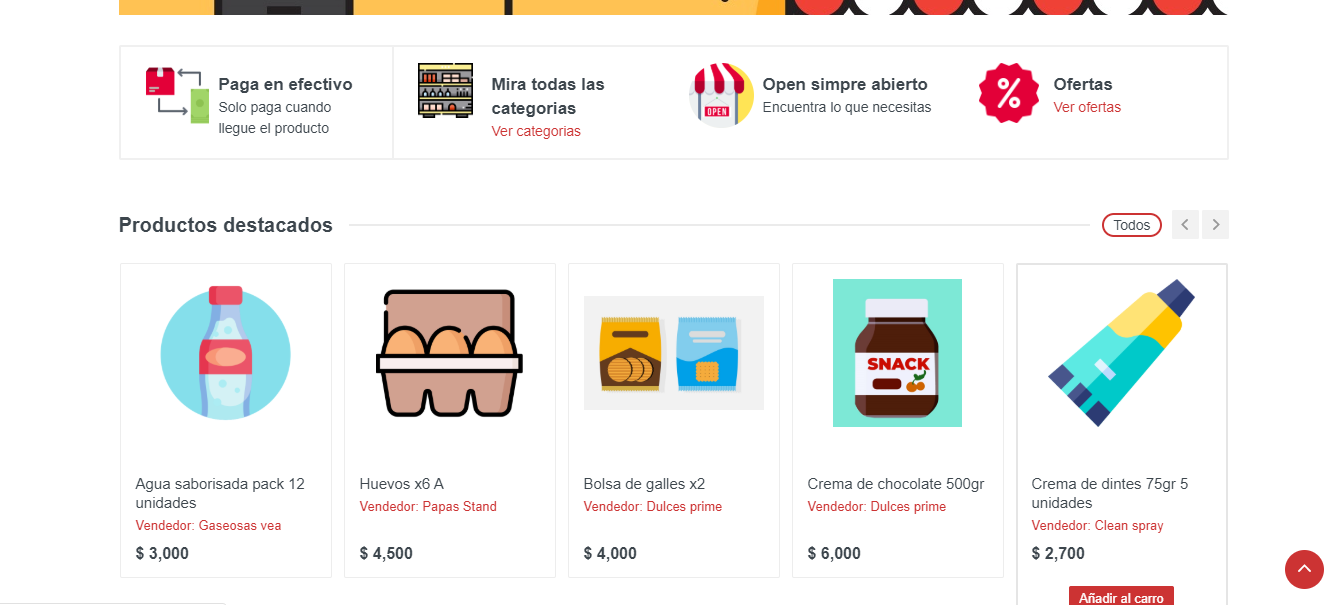 Paga en efectivo
Solo paga cuando
llegue el producto
Mira todas las
categorias
Ver categorias
OPEN
Open simpre abierto
Encuentra lo que necesitas
%
Ofertas
Ver ofertas
Productos destacados
Todos
SNACK
Agua saborisada pack 12
unidades
Vendedor: Gaseosas vea
$ 3,000
Huevos x6 A
Vendedor: Papas Stand
$ 4,500
Bolsa de galles x2
Vendedor: Dulces prime
$ 4,000
Crema de chocolate 500gr
Vendedor: Dulces prime
$ 6,000
Crema de dintes 75gr 5
unidades
Vendedor: Clean spray
$ 2,700
Añadir al carro